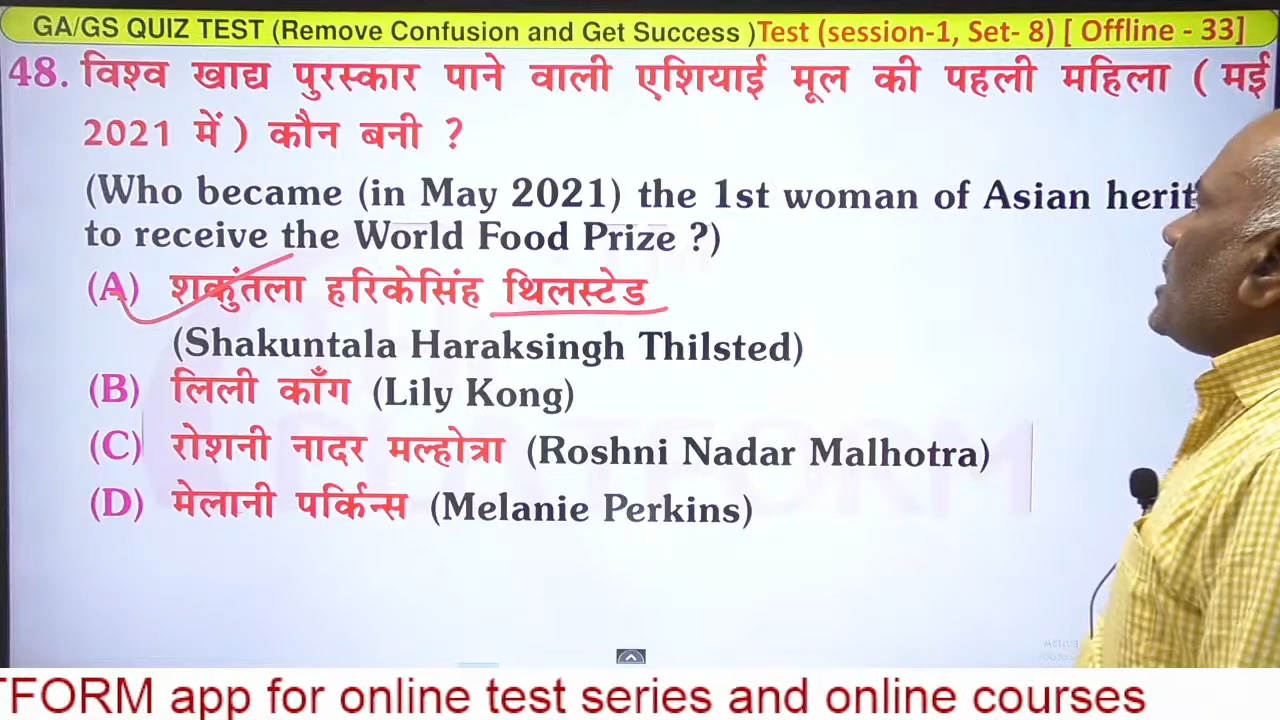 GA/GS QUIZ TEST (Remove Confusion and Get Success )Test (session-1, Set- 8) [ Offline - 33]
48. विश्व खाद्य पुरस्कार पाने वाली एशियाई मूल की पहली महिला ( मई
2021 में ) कौन बनी ?
(Who became (in May 2021) the 1st woman of Asian herit
to receive the World Food Prize ?)
(A) शकुंतला हरिकेसिंह थिलस्टेड
(Shakuntala Haraksingh Thilsted)
(B) लिली काँग (Lily Kong)
(C) रोशनी नादर मल्होत्रा (Roshni Nadar Malhotra)
(D) मेलानी पर्किन्स (Melanie Perkins)
TFORM app for online test series and online courses